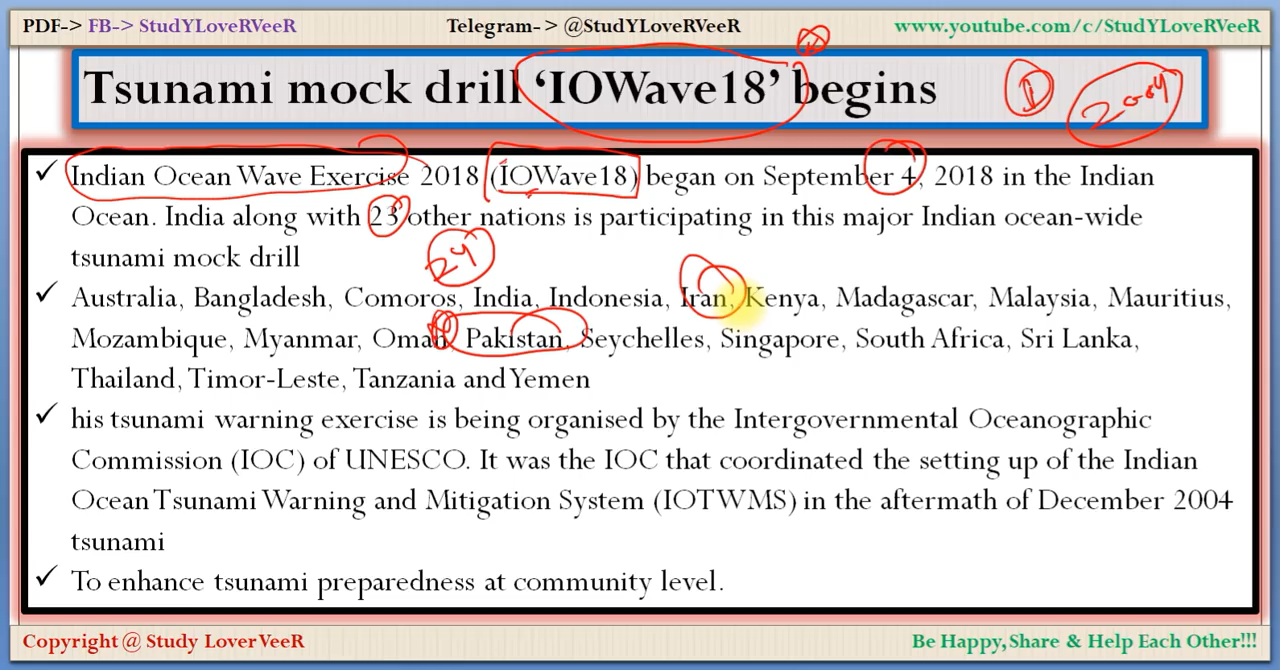 PDF-> FB-> StudYLoveRVeeR Telegram-> @StudYLoveRVeeR www.youtube.com/c/StudYLoveRVeeR
Tsunami mock drill ‘IOWave18’ begins
2004
✓ Indian Ocean Wave Exercise 2018 (IOWave18) began on September 4, 2018 in the Indian
Ocean. India along with 23 other nations is participating in this major Indian ocean-wide
tsunami mock drill
24
✓ Australia, Bangladesh, Comoros, India, Indonesia, Iran, Kenya, Madagascar, Malaysia, Mauritius,
Mozambique, Myanmar, Oman, Pakistan, Seychelles, Singapore, South Africa, Sri Lanka,
Thailand, Timor-Leste, Tanzania and Yemen
✓ his tsunami warning exercise is being organised by the Intergovernmental Oceanographic
Commission (IOC) of UNESCO. It was the IOC that coordinated the setting up of the Indian
Ocean Tsunami Warning and Mitigation System (IOTWMS) in the aftermath of December 2004
tsunami
✓ To enhance tsunami preparedness at community level.
Copyright @ Study LoverVeeR Be Happy,Share & Help Each Other!!!